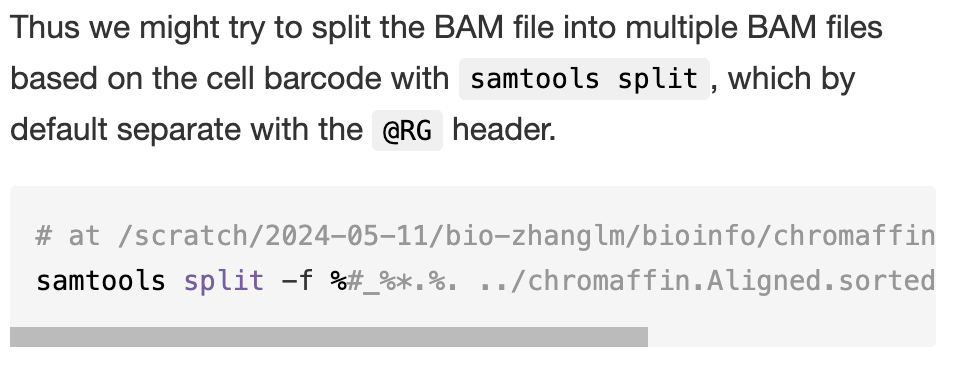 Thus we might try to split the BAM file into multiple BAM files
based on the cell barcode with samtools split, which by
default separate with the @RG header.
# at /scratch/2024-05-11/bio-zhanglm/bioinfo/chromaffin
samtools split -f %#_%*.%. ../chromaffin.Aligned.sorted